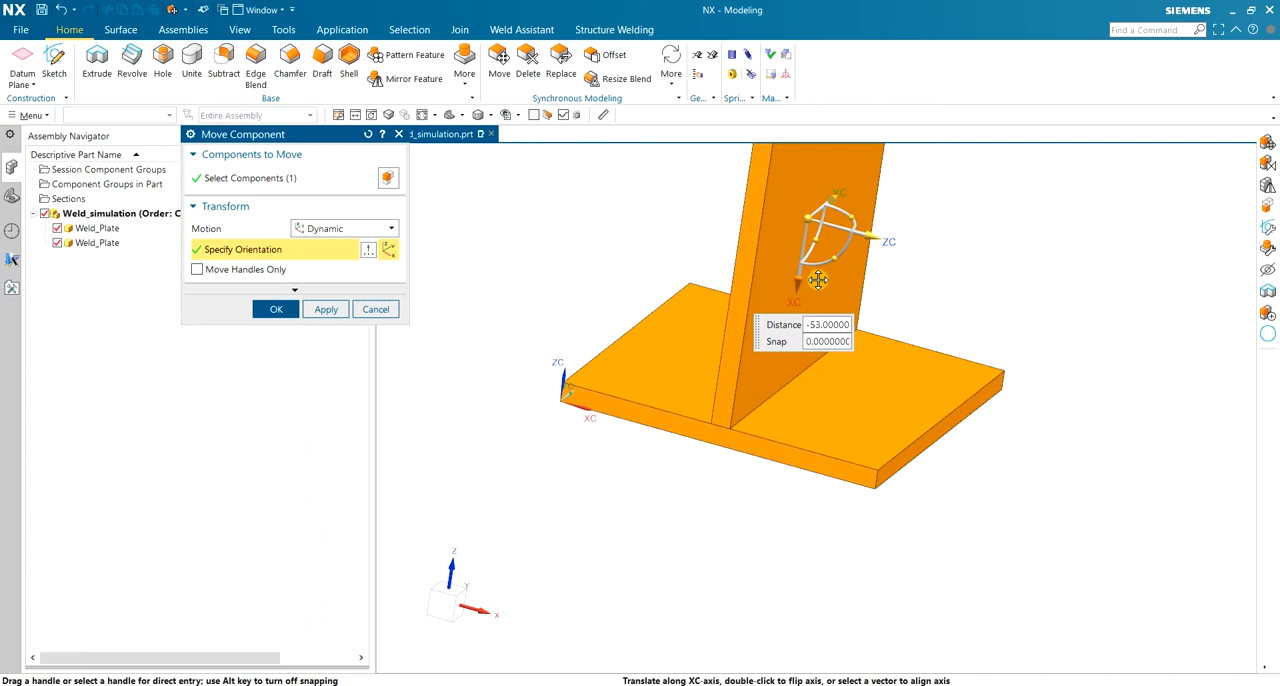 NX Window NX - Modeling SIEMENS
File Home Surface Assemblies View Tools Application Selection Join Weld Assistant Structure Welding Find a Command
Datum Plane Sketch Extrude Revolve Hole Unite Subtract Edge Blend Chamfer Draft Shell Pattern Feature Mirror Feature More Move Delete Replace Offset Resize Blend More
Construction Base Synchronous Modeling Ge... Spri... Ma...
Menu Entire Assembly
Assembly Navigator
Descriptive Part Name
Session Component Groups
Component Groups in Part
Sections
Weld_simulation (Order: C
Weld_Plate
Weld_Plate
Move Component
d_simulation.prt
Components to Move
Select Components (1)
Transform
Motion Dynamic
Specify Orientation
Move Handles Only
OK Apply Cancel
YC
ZC
XC
Distance -53.00000
Snap 0.0000000
ZC
XC
Z
Y
X
Drag a handle or select a handle for direct entry; use Alt key to turn off snapping
Translate along XC-axis, double-click to flip axis, or select a vector to align axis